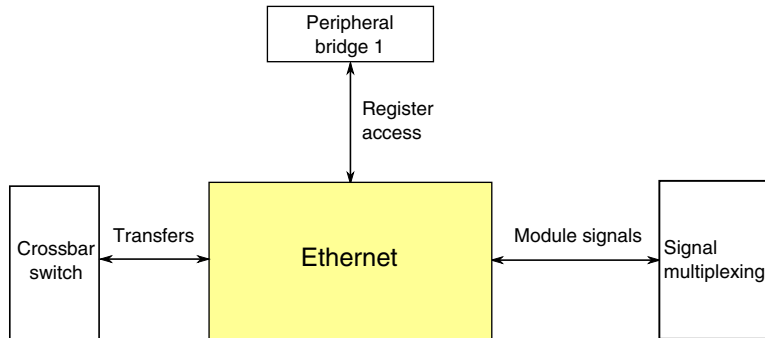 Peripheral
bridge 1
Register
access
Crossbar
switch
Transfers
Ethernet
Module signals
Signal
multiplexing